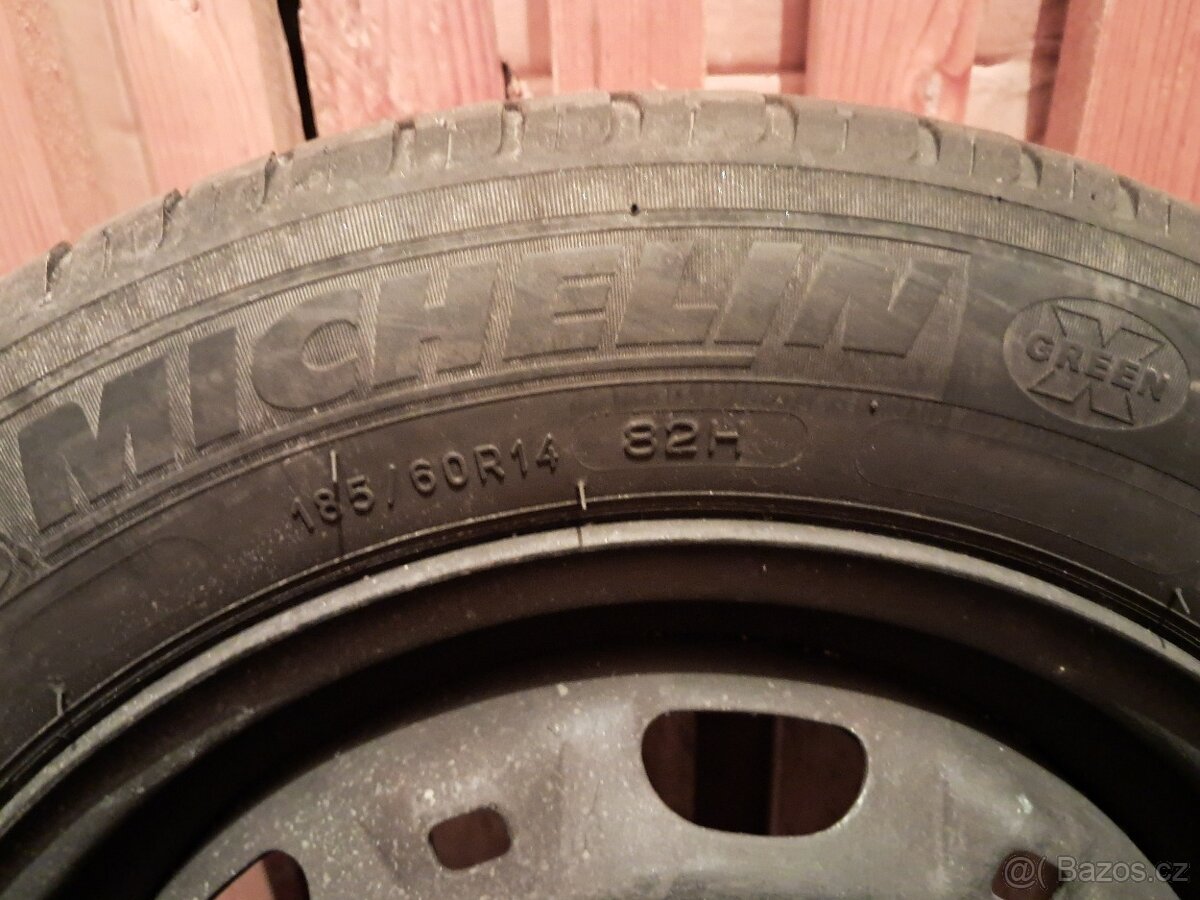 MICHELIN
GREEN X
185/60R14 82H
@( Bazos.cz